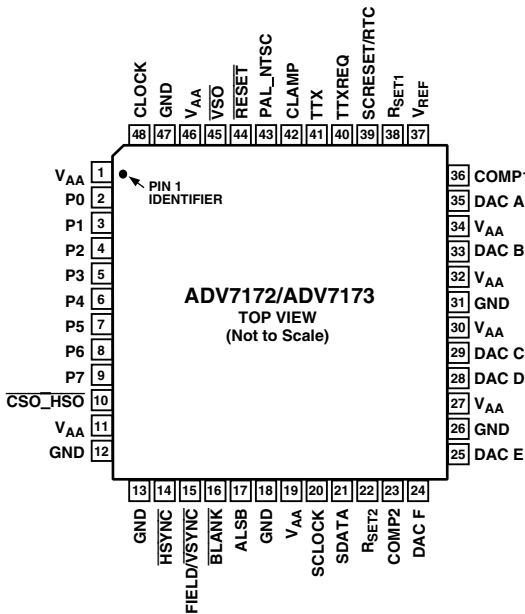 CLOCK
GND
VAA
VSO
RESET
PAL_NTSC
CLAMP
TTX
TTXREQ
SCRESET/RTC
RSET1
VREF
48 47 46 45 44 43 42 41 40 39 38 37
VAA 1
P0 2
P1 3
P2 4
P3 5
P4 6
P5 7
P6 8
P7 9
CSO_HSO 10
VAA 11
GND 12
PIN 1
IDENTIFIER
ADV7172/ADV7173
TOP VIEW
(Not to Scale)
36 COMP1
35 DAC A
34 VAA
33 DAC B
32 VAA
31 GND
30 VAA
29 DAC C
28 DAC D
27 VAA
26 GND
25 DAC E
13 14 15 16 17 18 19 20 21 22 23 24
GND
HSYNC
FIELD/VSYNC
BLANK
ALSB
GND
VAA
SCLOCK
SDATA
RSET2
COMP2
DAC F